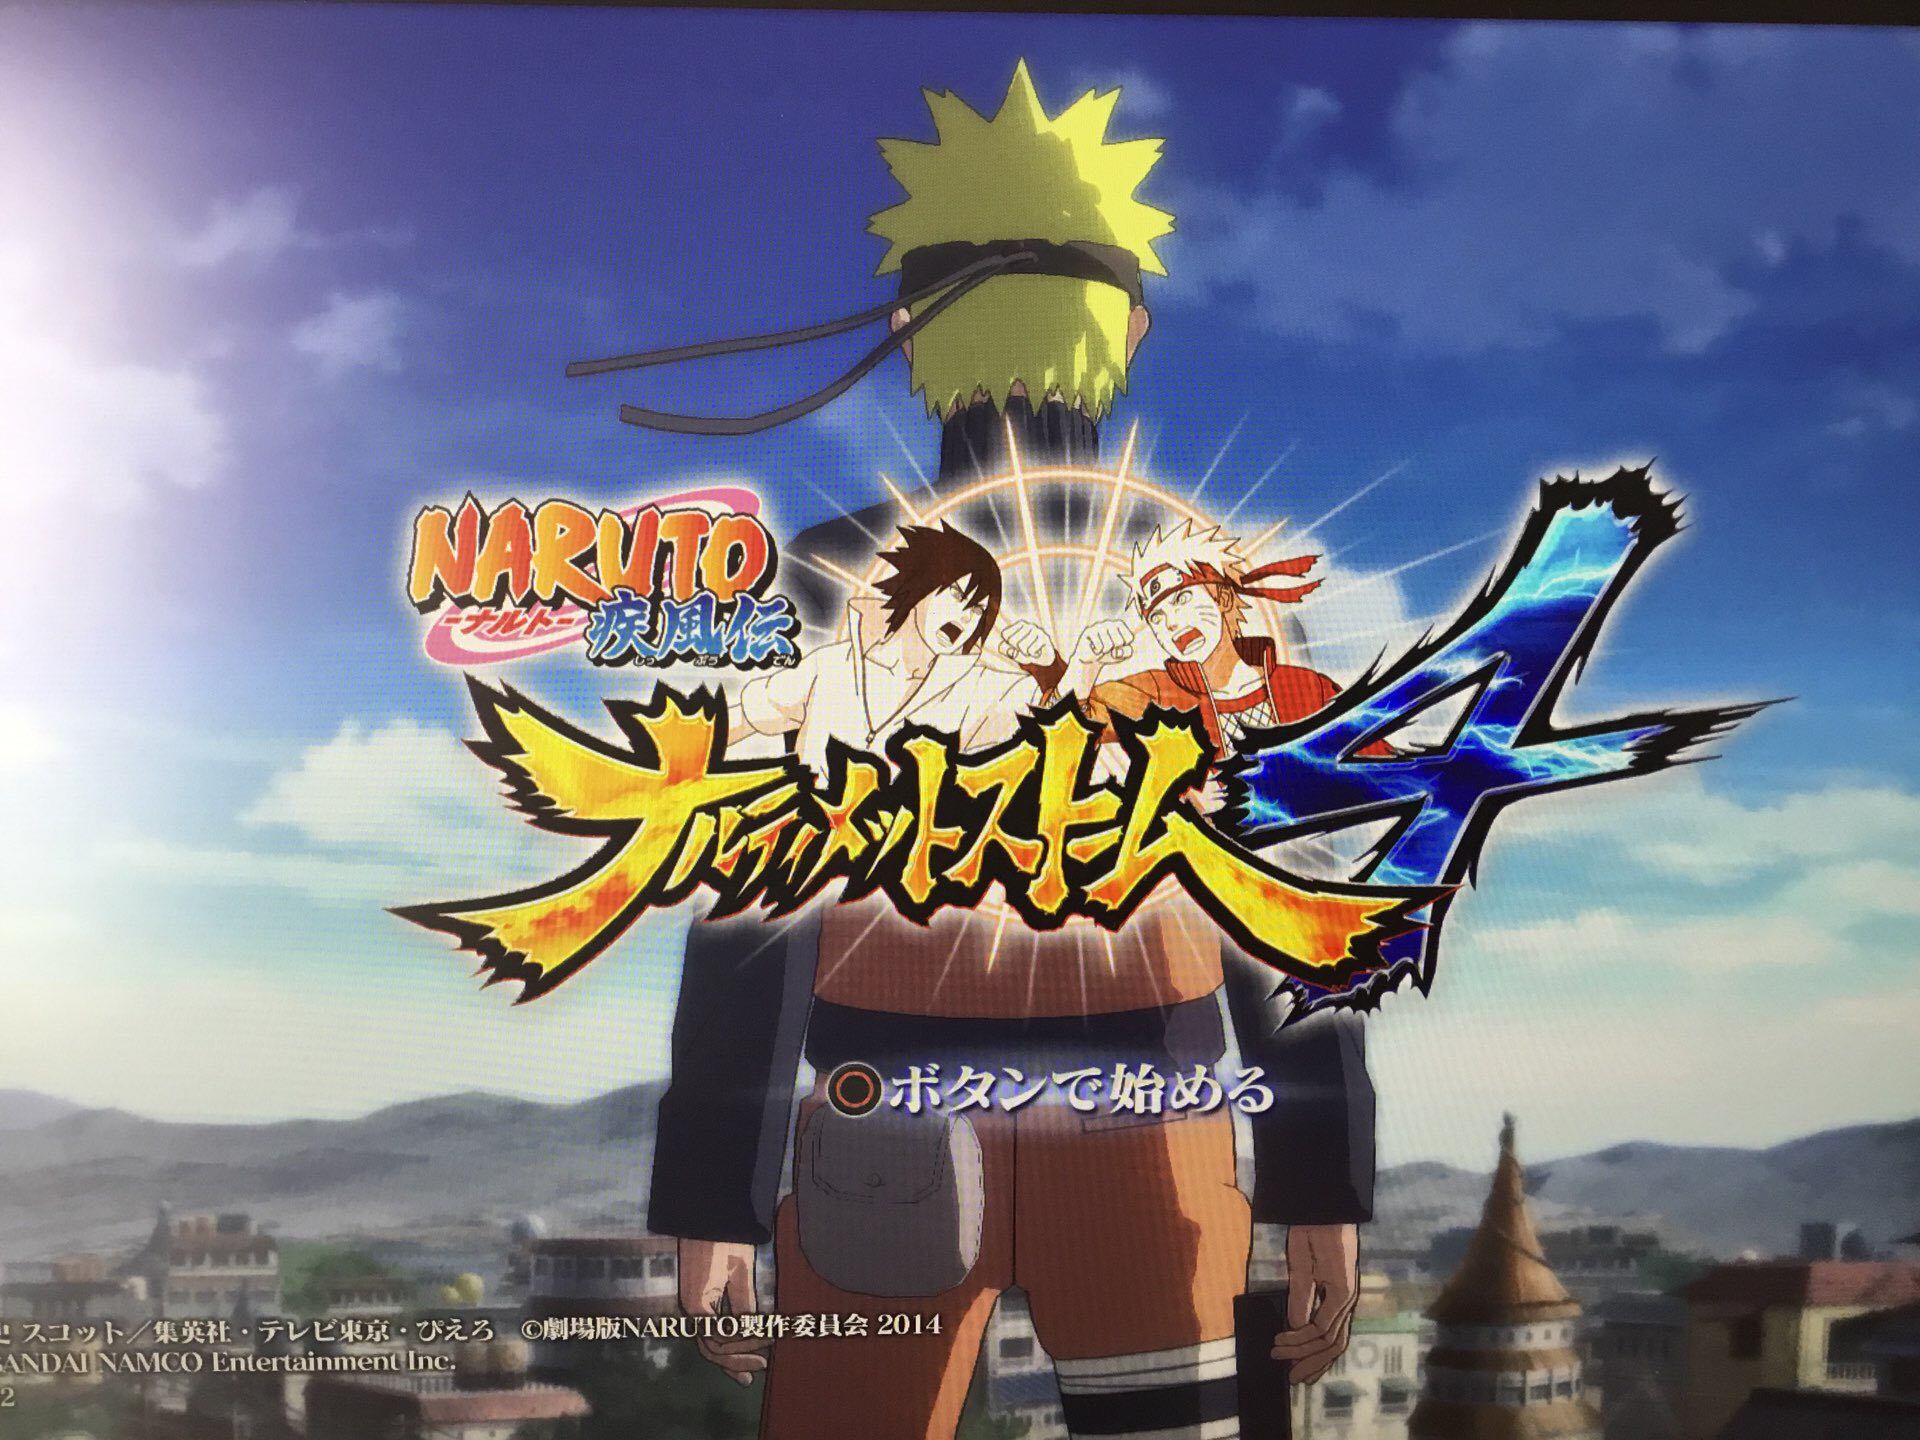 NARUTO
-ナルト- 疾風伝
しっ ぷう でん
ナルティメットストーム4
ボタンで始める
スコット／集英社・テレビ東京・ぴえろ ©劇場版NARUTO製作委員会 2014
BANDAI NAMCO Entertainment Inc.
2